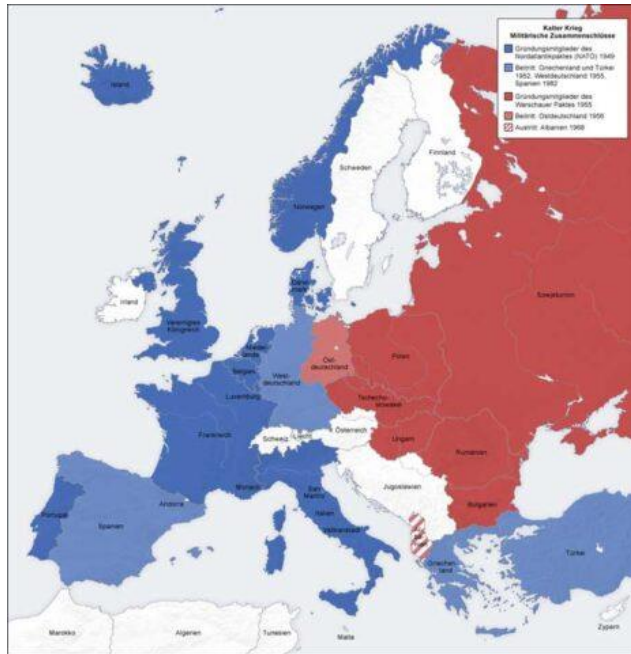 Kalter Krieg
Militärische Zusammenschlüsse
Gründungsmitglieder des
Nordatlantikpaktes (NATO) 1949
Beitritt: Griechenland und Türkei
1952, Westdeutschland 1955,
Spanien 1982
Gründungsmitglieder des
Warschauer Paktes 1955
Beitritt: Ostdeutschland 1956
Austritt: Albanien 1968
Island
Schweden
Finnland
Norwegen
Sowjetunion
Irland
Däne-
mark
Vereinigtes
Königreich
Nieder-
lande
Ost-
deutschland
Polen
Belgien
West-
deutschland
Luxemburg
Tschecho-
slowakei
Frankreich
Schweiz
Liecht.
Österreich
Ungarn
Rumänien
Monaco
San
Marino
Jugoslawien
Andorra
Italien
Bulgarien
Portugal
Spanien
Vatikanstadt
Griechen-
land
Türkei
Marokko
Algerien
Tunesien
Malta
Zypern